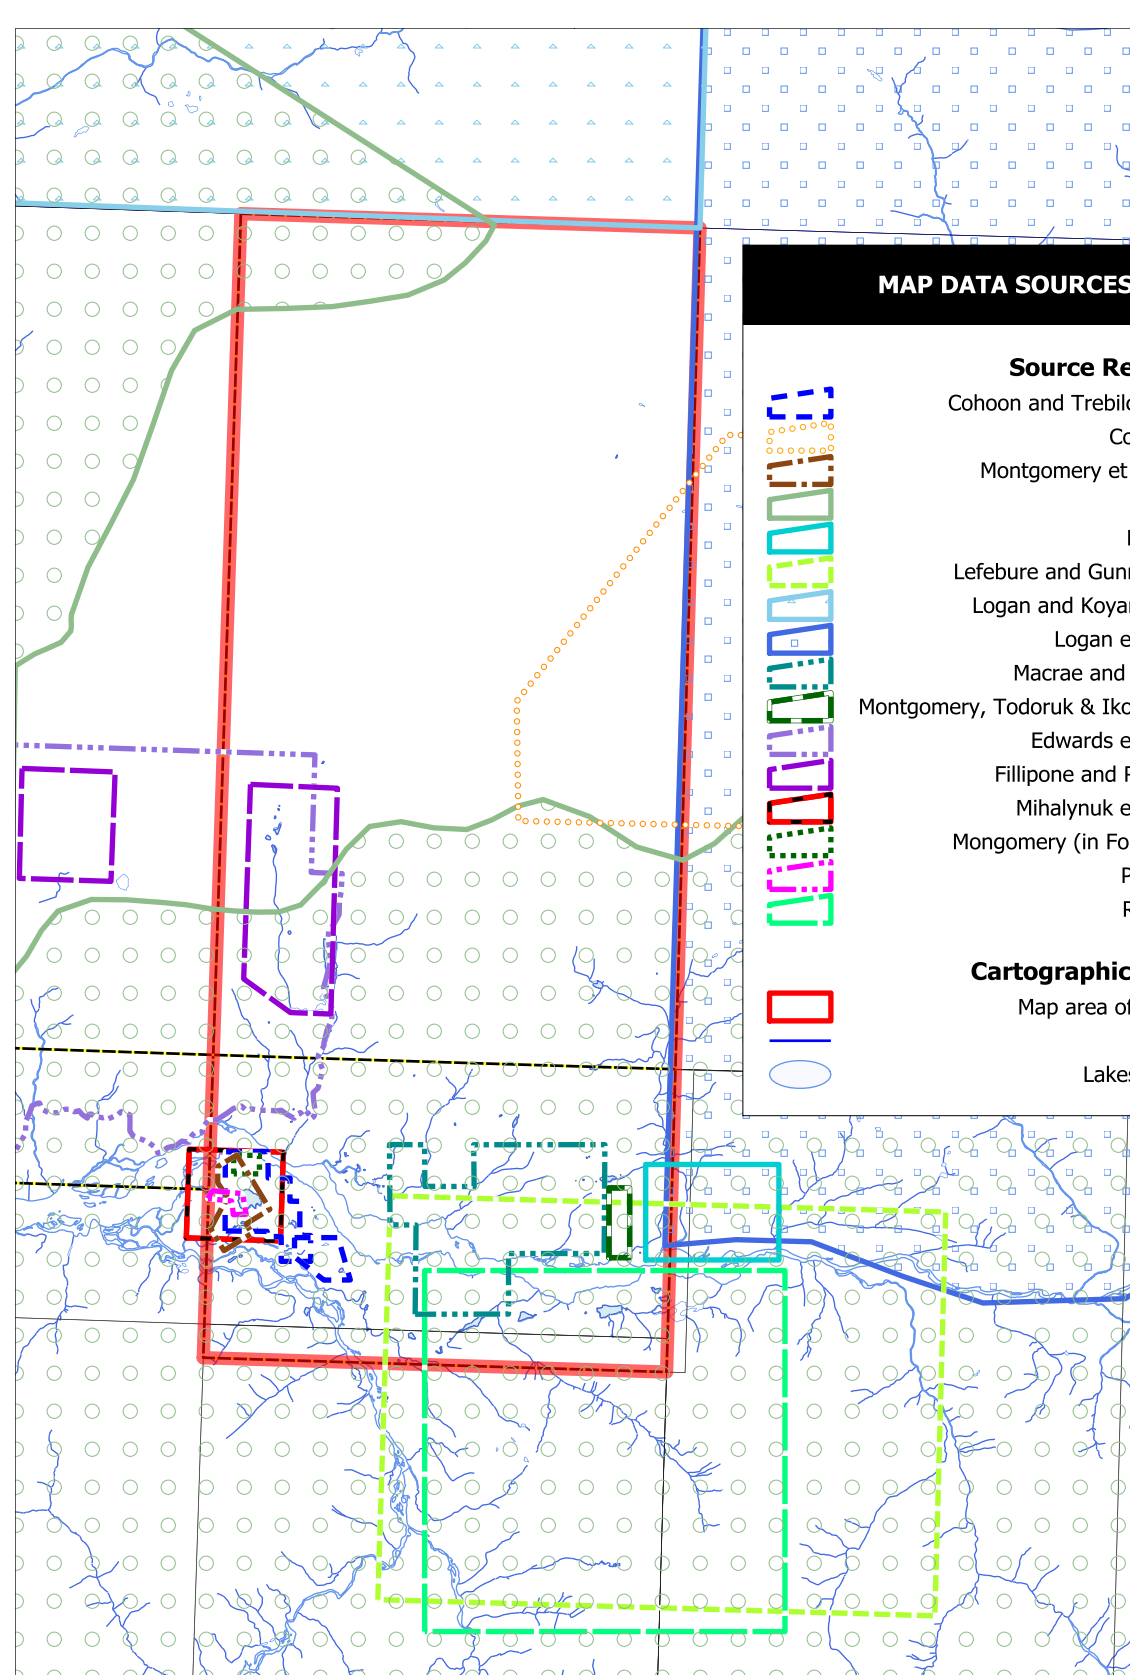 MAP DATA SOURCES
Source Re
Cohoon and Trebilc
Co
Montgomery et
Lefebure and Gunn
Logan and Koyan
Logan e
Macrae and
Montgomery, Todoruk & Iko
Edwards e
Fillipone and R
Mihalynuk e
Mongomery (in Fo
P
R
Cartographic
Map area of
Lakes